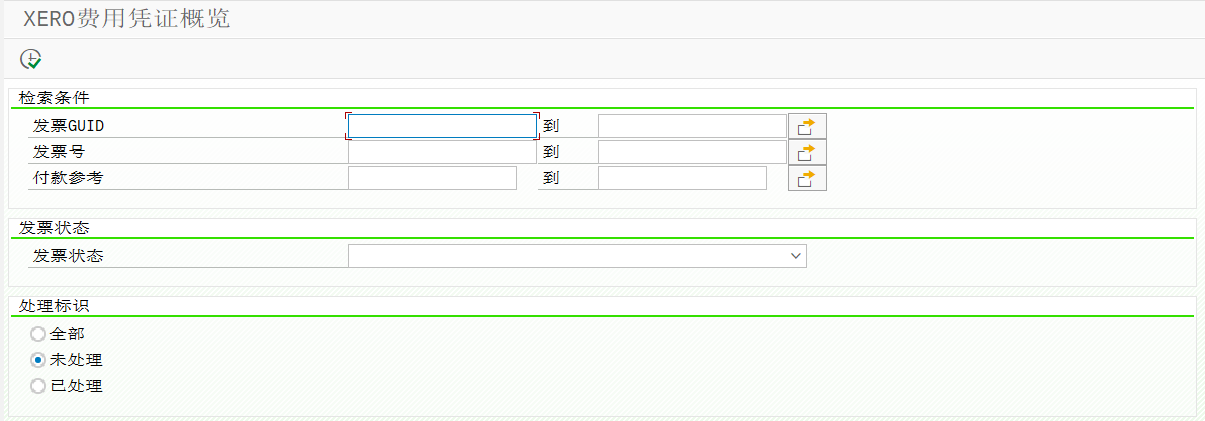 XERO费用凭证概览
检索条件
发票GUID 到
发票号 到
付款参考 到
发票状态
发票状态
处理标识
全部
未处理
已处理